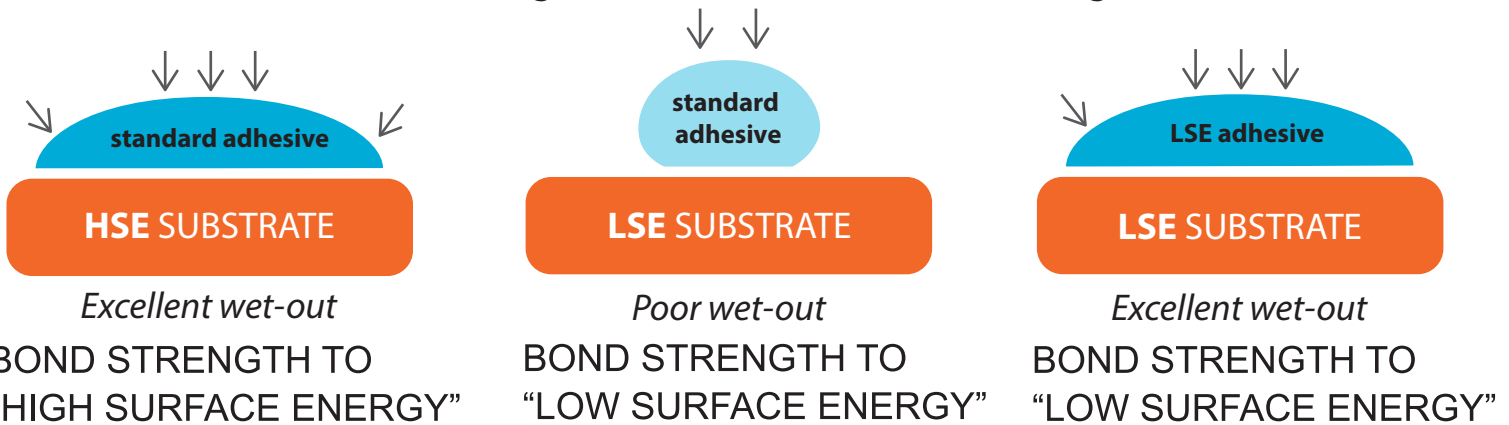 standard adhesive
HSE SUBSTRATE
Excellent wet-out
BOND STRENGTH TO
HIGH SURFACE ENERGY”
standard
adhesive
LSE SUBSTRATE
Poor wet-out
BOND STRENGTH TO
“LOW SURFACE ENERGY”
LSE adhesive
LSE SUBSTRATE
Excellent wet-out
BOND STRENGTH TO
“LOW SURFACE ENERGY”